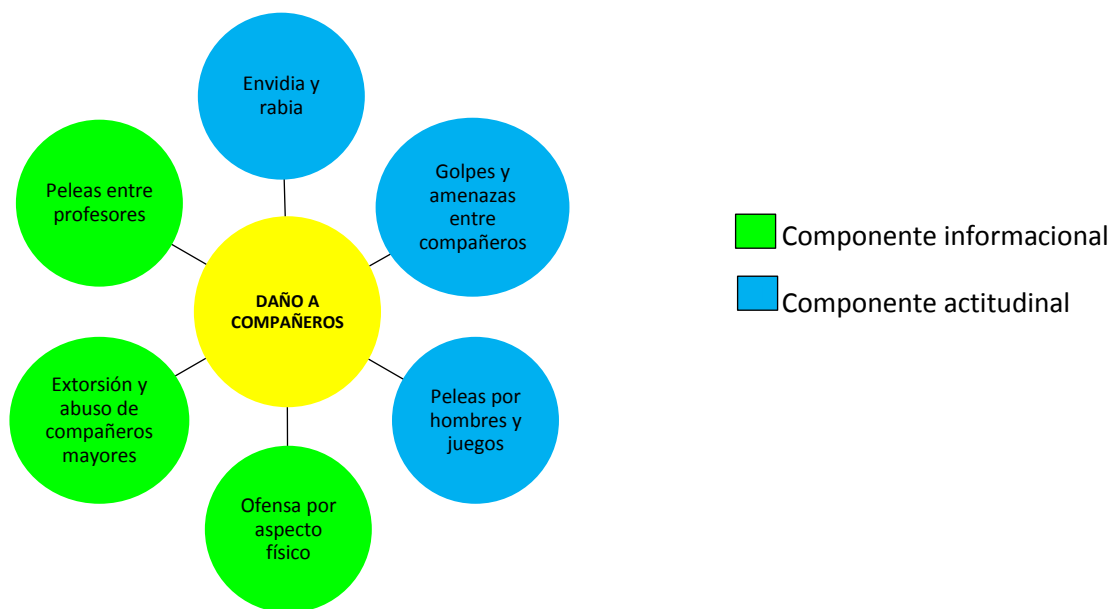 Envidia y
rabia
Golpes y
amenazas
entre
compañeros
Peleas entre
profesores
DAÑO A
COMPAÑEROS
Extorsión y
abuso de
compañeros
mayores
Peleas por
hombres y
juegos
Ofensa por
aspecto
físico
Componente informacional
Componente actitudinal